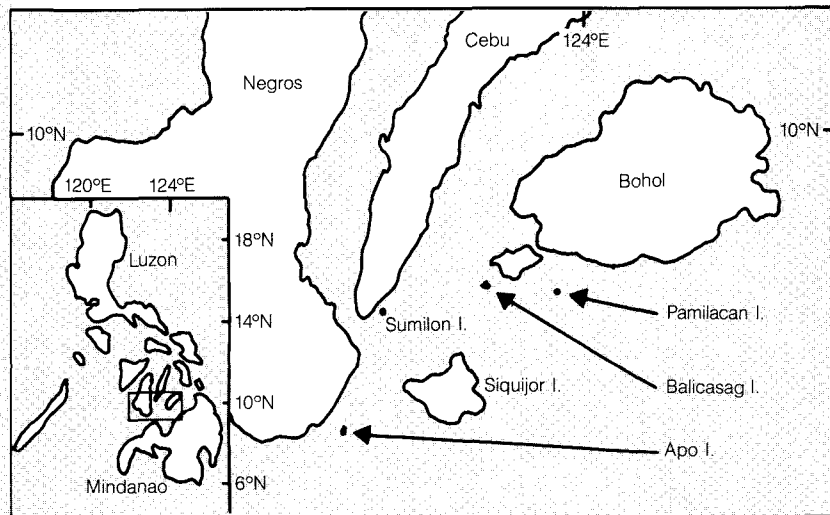 Cebu
124°E
Negros
10°N
10°N
Bohol
120°E 124°E
Luzon
18°N
14°N
10°N
6°N
Mindanao
Sumilon I.
Siquijor I.
Pamilacan I.
Balicasag I.
Apo I.